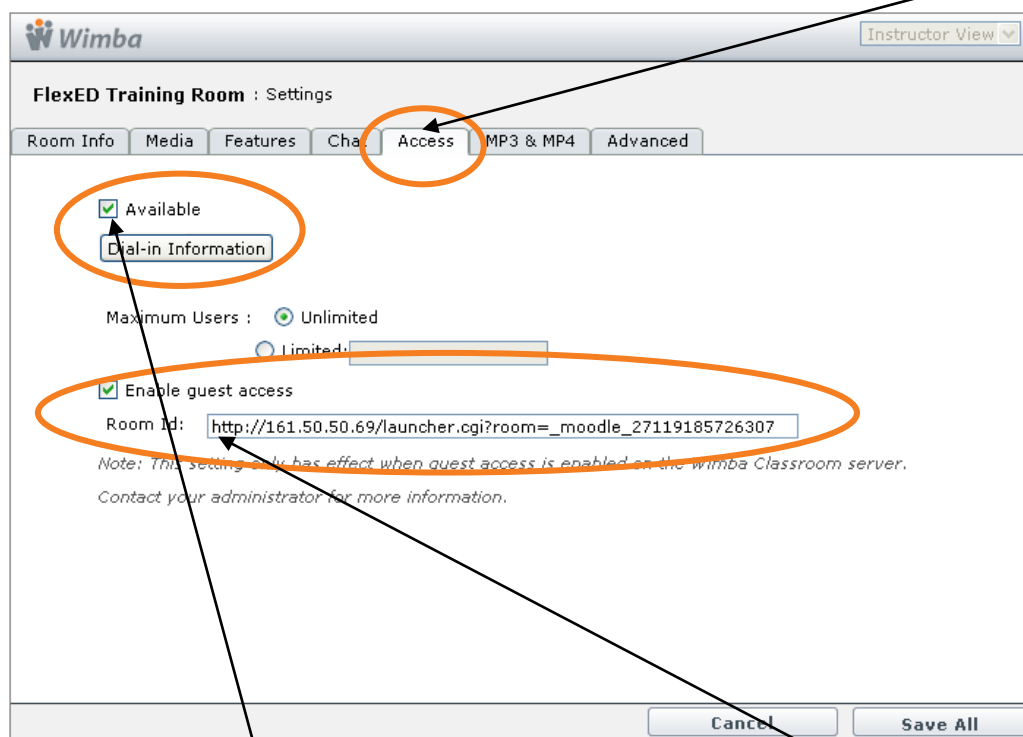 Wimba
Instructor View
FlexED Training Room : Settings
Room Info Media Features Chat Access MP3 & MP4 Advanced
Available
Dial-in Information
Maximum Users : Unlimited
Limited:
Enable guest access
Room Id: http://161.50.50.69/launcher.cgi?room=_moodle_27119185726307
Note: This setting only has effect when guest access is enabled on the Wimba Classroom server.
Contact your administrator for more information.
Cancel Save All